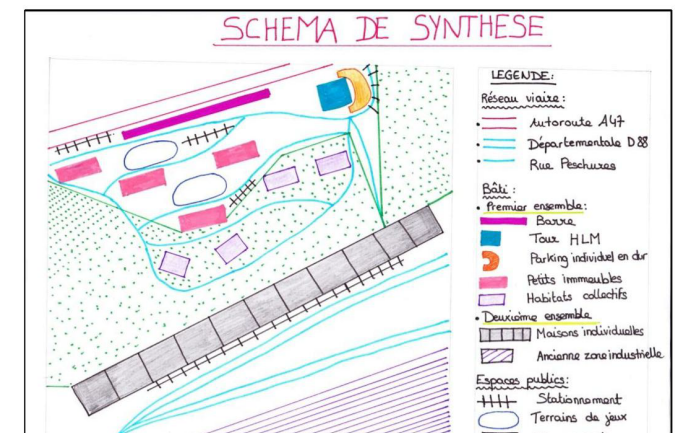 SCHEMA DE SYNTHESE
LEGENDE:
Réseau viaire:
Autoroute A47
Départementale D88
Rue Peschures
Bâti:
• Premier ensemble:
Barre
Tour HLM
Parking individuel en dur
Petits immeubles
Habitats collectifs
• Deuxième ensemble
Maisons individuelles
Ancienne zone industrielle
Espaces publics:
Stationnement
Terrains de jeux